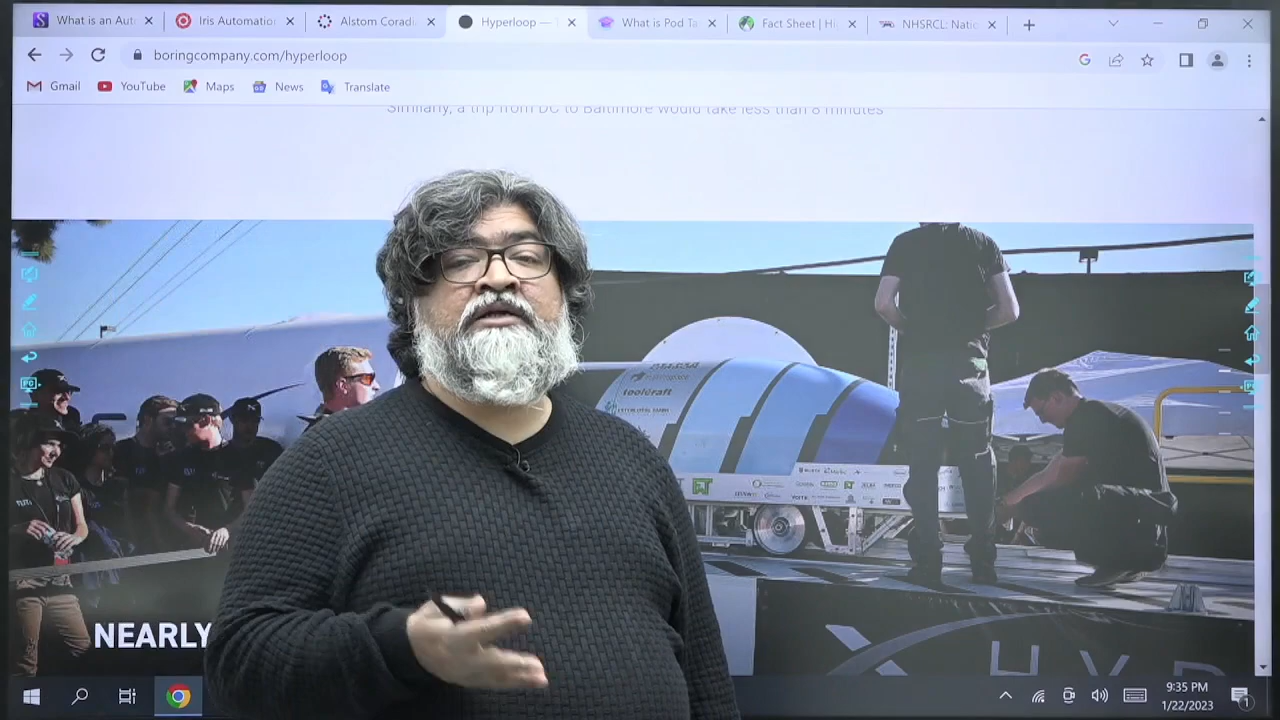 What is an Aut
Iris Automatio
Alstom Coradi
Hyperloop — T
What is Pod Ta
Fact Sheet | Hi
NHSRCL: Natio
boringcompany.com/hyperloop
Gmail
YouTube
Maps
News
Translate
Similarly, a trip from DC to Baltimore would take less than 8 minutes
toolcraft
NEARLY
HYP
9:35 PM
1/22/2023